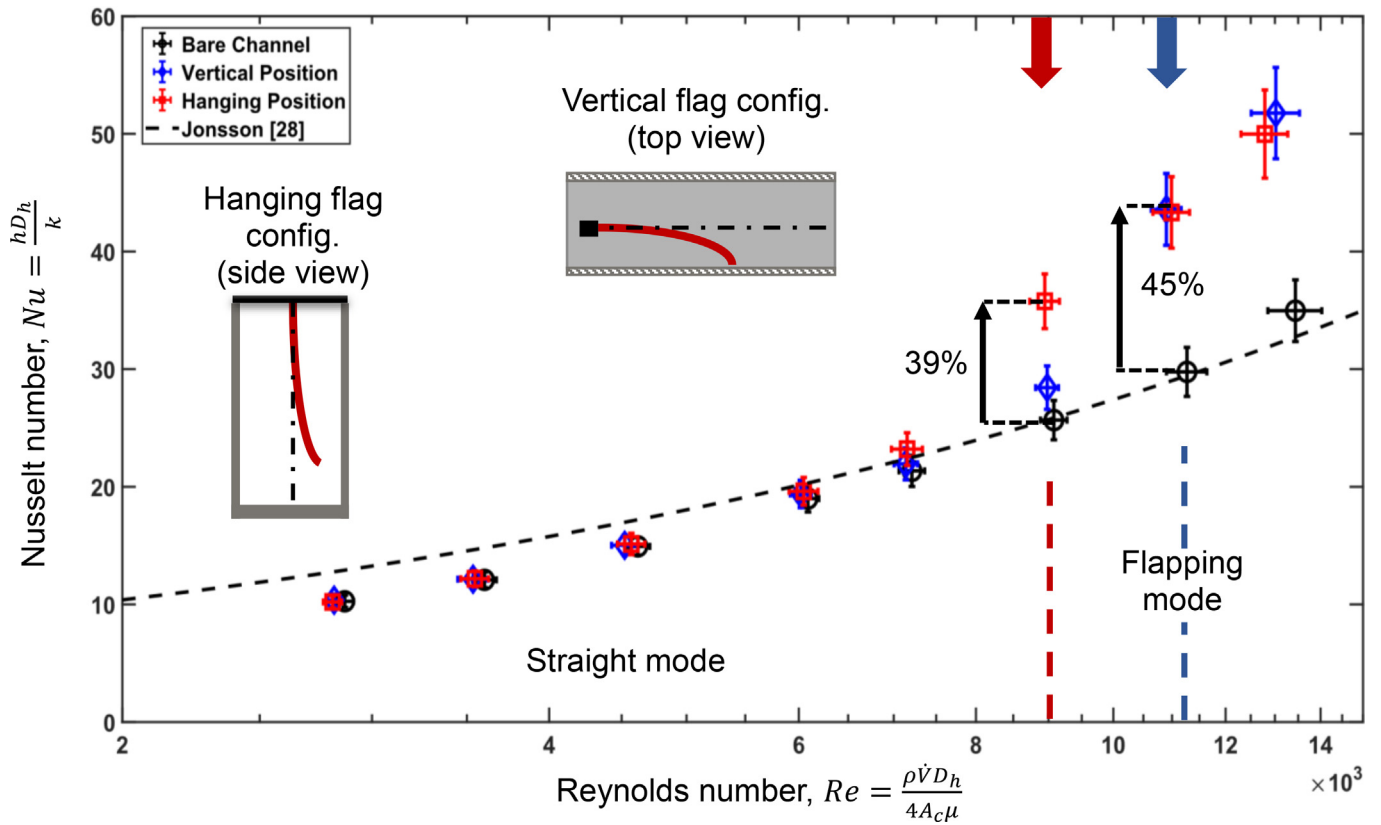 60
50
40
30
20
10
0
Nusselt number, Nu = hD_h/k
Bare Channel
Vertical Position
Hanging Position
Jonsson [28]
Hanging flag
config.
(side view)
Vertical flag config.
(top view)
39%
45%
Straight mode
Flapping
mode
2 4 6 8 10 12 14
×10³
Reynolds number, Re = ρV̇D_h/4A_cμ